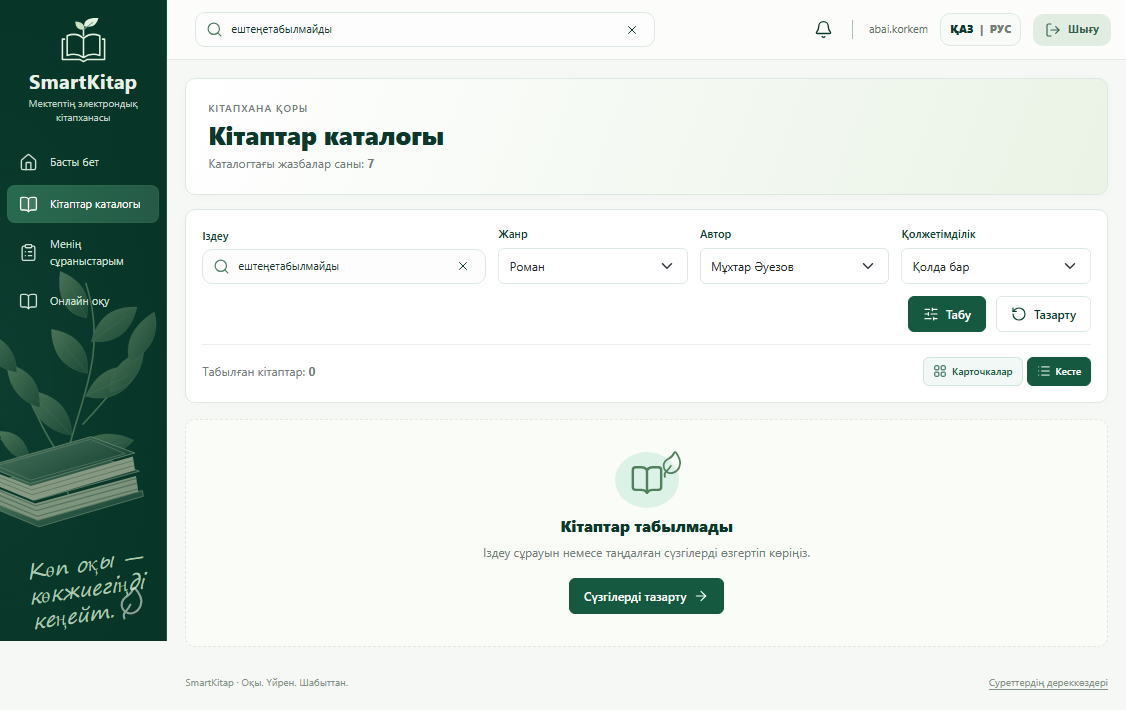 SmartKitap
Мектептің электрондық
кітапханасы
Басты бет
Кітаптар каталогы
Менің
сұраныстарым
Онлайн оқу
Көп оқы —
көкжиегіңді
кеңейт.
ештеңетабылмайды
abai.korkem
ҚАЗ | РУС
Шығу
КІТАПХАНА ҚОРЫ
Кітаптар каталогы
Каталогтағы жазбалар саны: 7
Іздеу
Жанр
Автор
Қолжетімділік
ештеңетабылмайды
Роман
Мұхтар Әуезов
Қолда бар
Табу
Тазарту
Табылған кітаптар: 0
Карточкалар
Кесте
Кітаптар табылмады
Іздеу сұрауын немесе таңдалған сүзгілерді өзгертіп көріңіз.
Сүзгілерді тазарту
SmartKitap · Оқы. Үйрен. Шабыттан.
Суреттердің дереккөздері